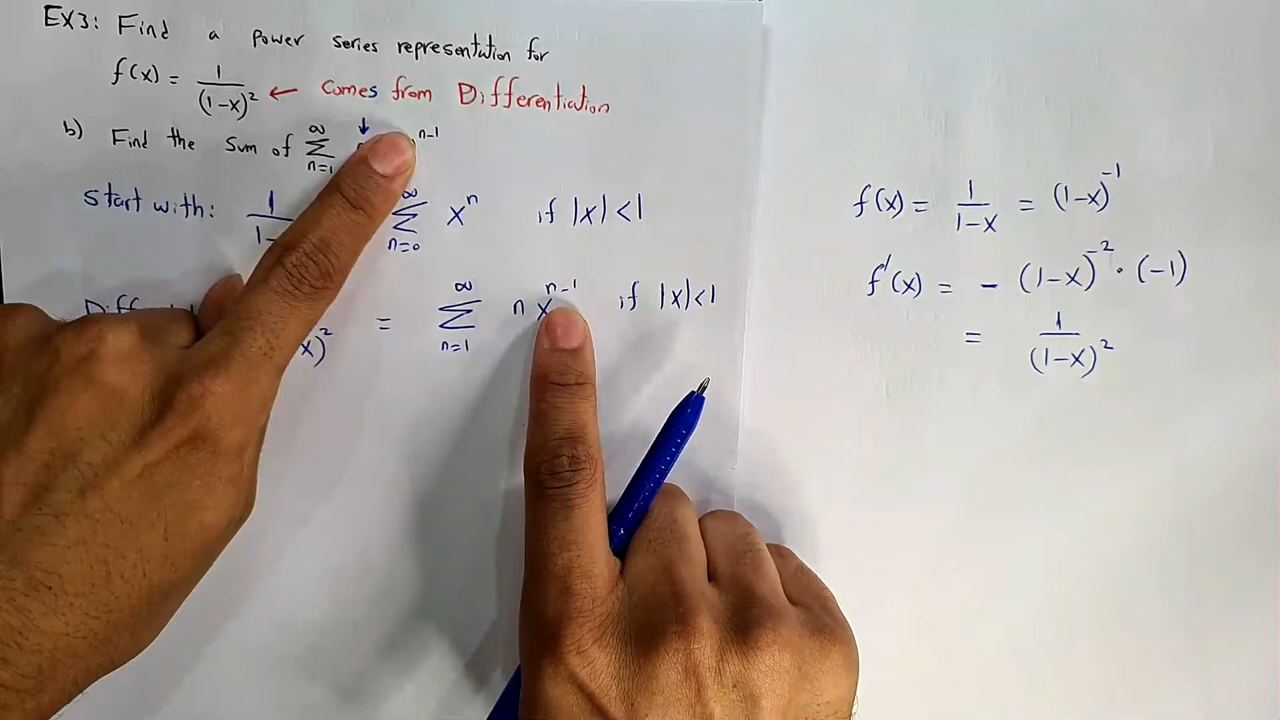 EX3: Find a power series representation for
f(x) = 1/(1-x)² ← Comes from Differentiation
b) Find the sum of ∞ Σ n=1 ↓ n-1
start with: 1/1- ∞ Σ n=0 xⁿ if |x|<1
x)² = ∞ Σ n=1 n x^(n-1) if |x|<1
f(x) = 1/(1-x) = (1-x)^-1
f'(x) = - (1-x)^-2 · (-1)
= 1/(1-x)²